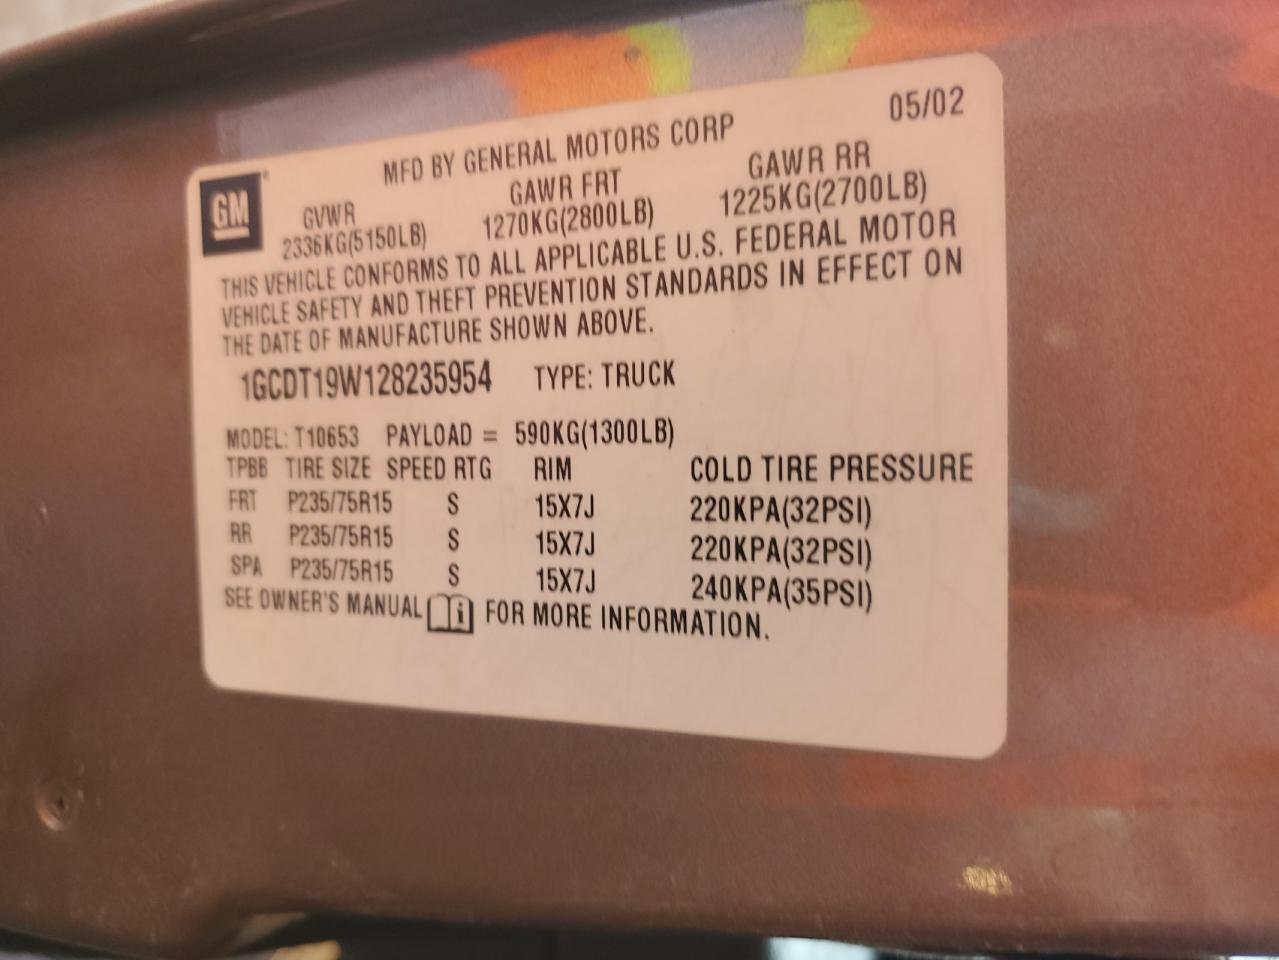 05/02
MFD BY GENERAL MOTORS CORP
GM
GVWR GAWR FRT GAWR RR
2336KG(5150LB) 1270KG(2800LB) 1225KG(2700LB)
THIS VEHICLE CONFORMS TO ALL APPLICABLE U.S. FEDERAL MOTOR
VEHICLE SAFETY AND THEFT PREVENTION STANDARDS IN EFFECT ON
THE DATE OF MANUFACTURE SHOWN ABOVE.
1GCDT19W128235954 TYPE: TRUCK
MODEL: T10653 PAYLOAD = 590KG(1300LB)
TPBB TIRE SIZE SPEED RTG RIM COLD TIRE PRESSURE
FRT P235/75R15 S 15X7J 220KPA(32PSI)
RR P235/75R15 S 15X7J 220KPA(32PSI)
SPA P235/75R15 S 15X7J 240KPA(35PSI)
SEE OWNER'S MANUAL i FOR MORE INFORMATION.